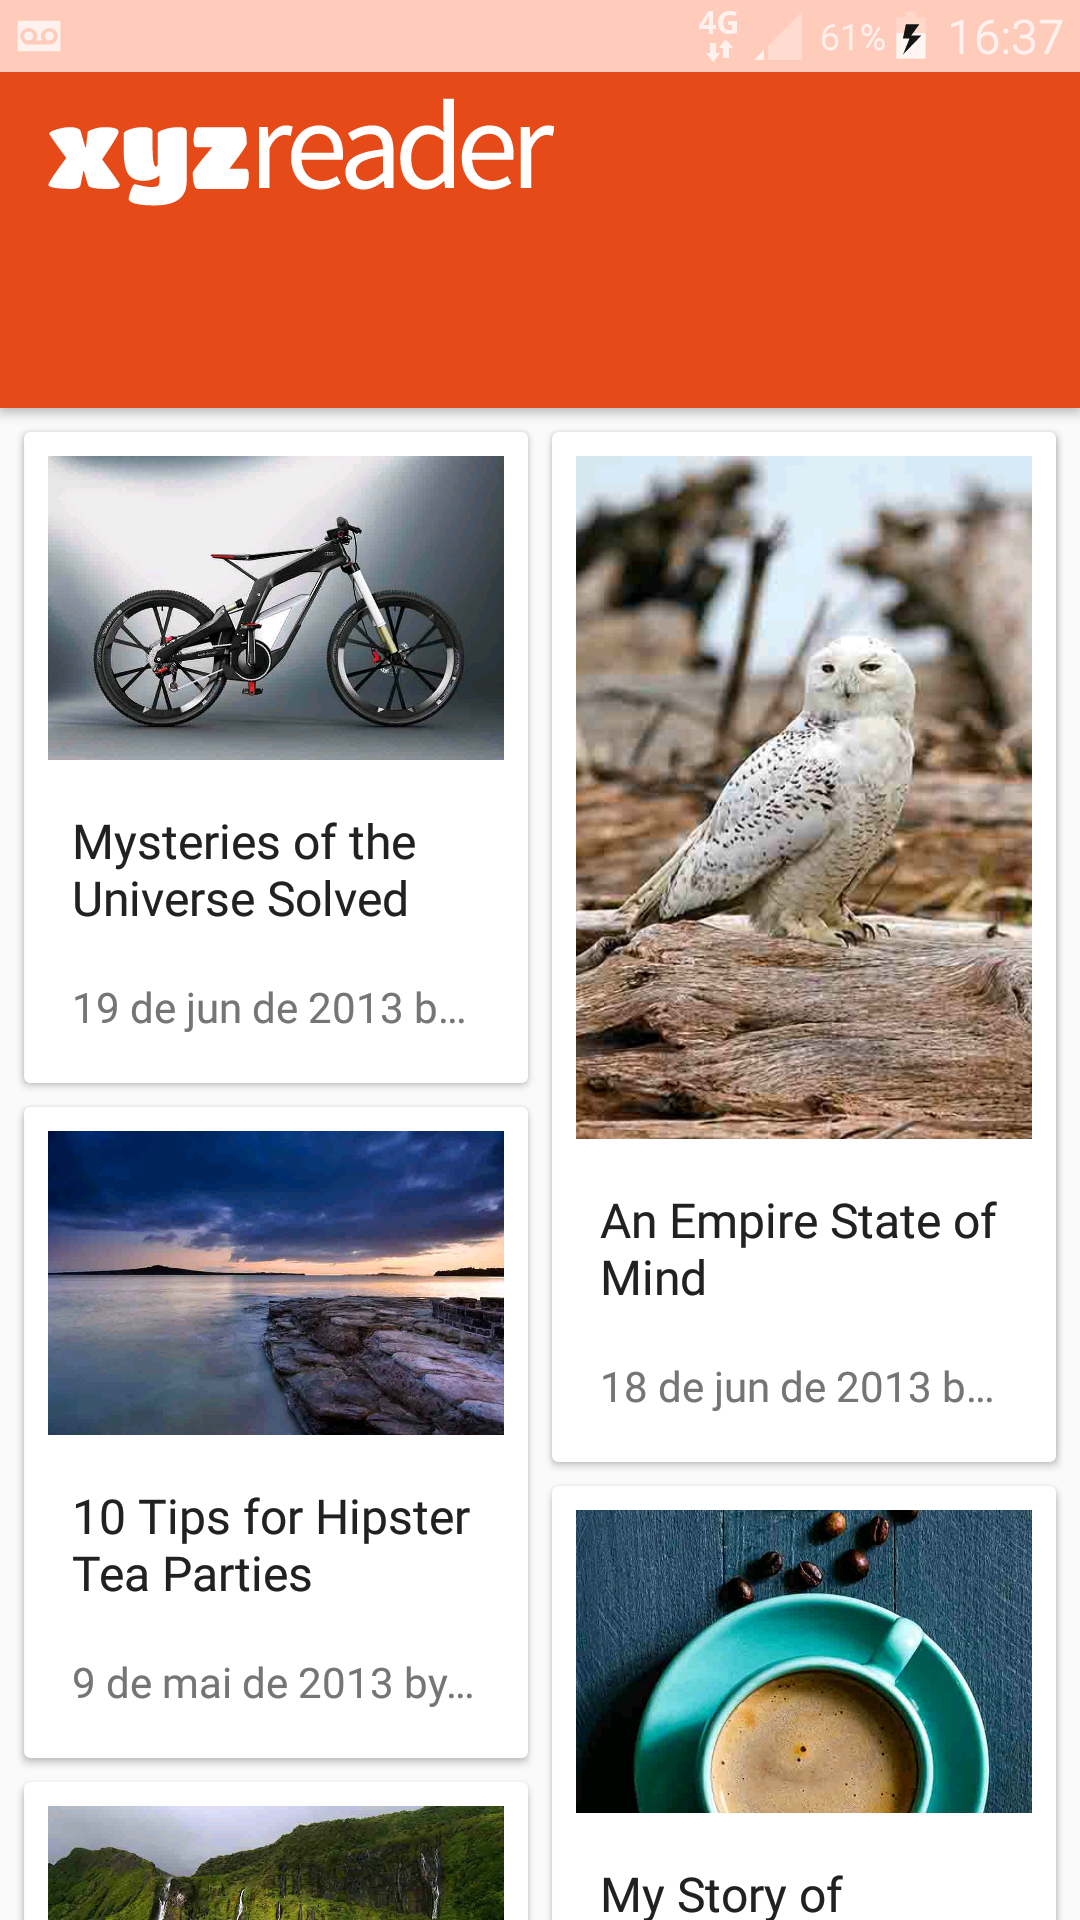 4G 61% 16:37
xyzreader
Mysteries of the
Universe Solved
19 de jun de 2013 b...
An Empire State of
Mind
18 de jun de 2013 b...
10 Tips for Hipster
Tea Parties
9 de mai de 2013 by...
My Story of